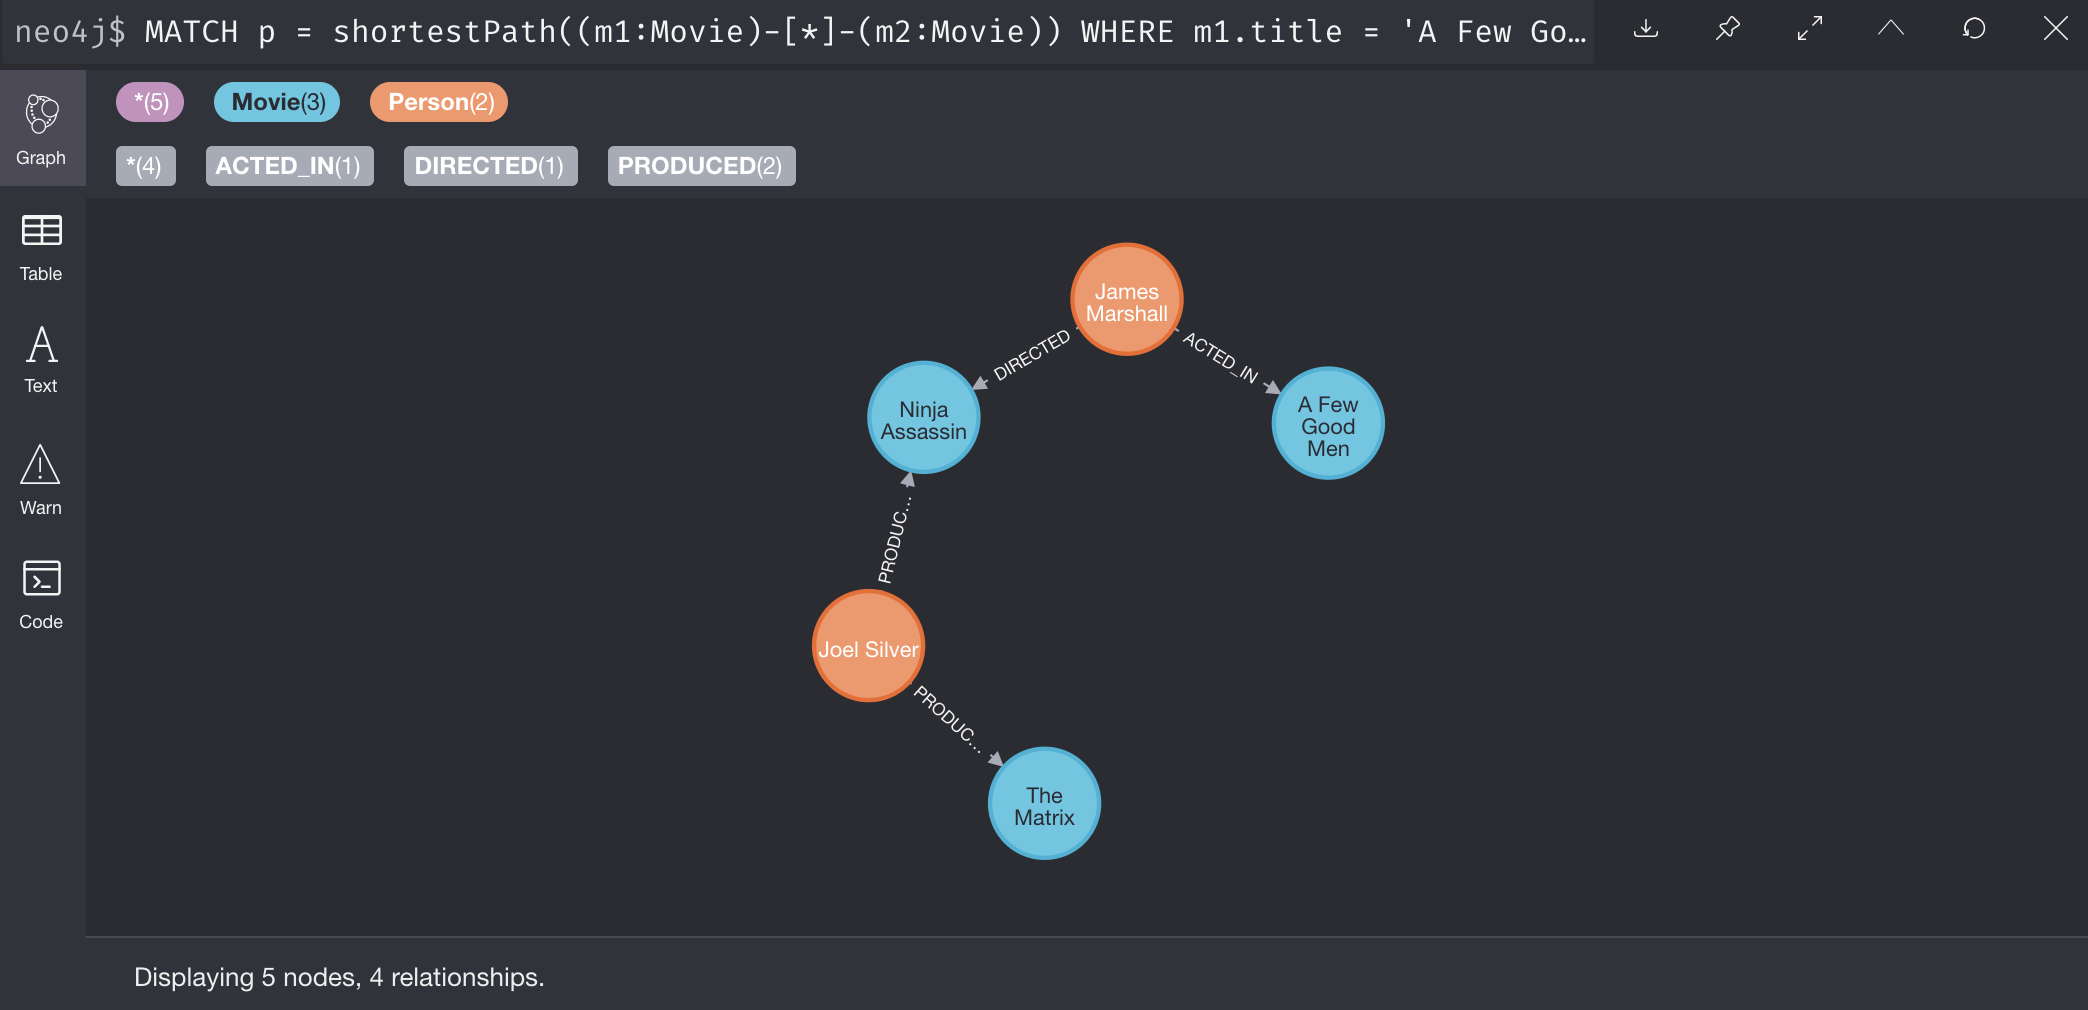 neo4j$ MATCH p = shortestPath((m1:Movie)-[*]-(m2:Movie)) WHERE m1.title = 'A Few Go…
*(5) Movie(3) Person(2)
*(4) ACTED_IN(1) DIRECTED(1) PRODUCED(2)
Graph
Table
Text
Warn
Code
James
Marshall
DIRECTED
ACTED_IN
Ninja
Assassin
A Few
Good
Men
PRODUC…
Joel Silver
PRODUC…
The
Matrix
Displaying 5 nodes, 4 relationships.